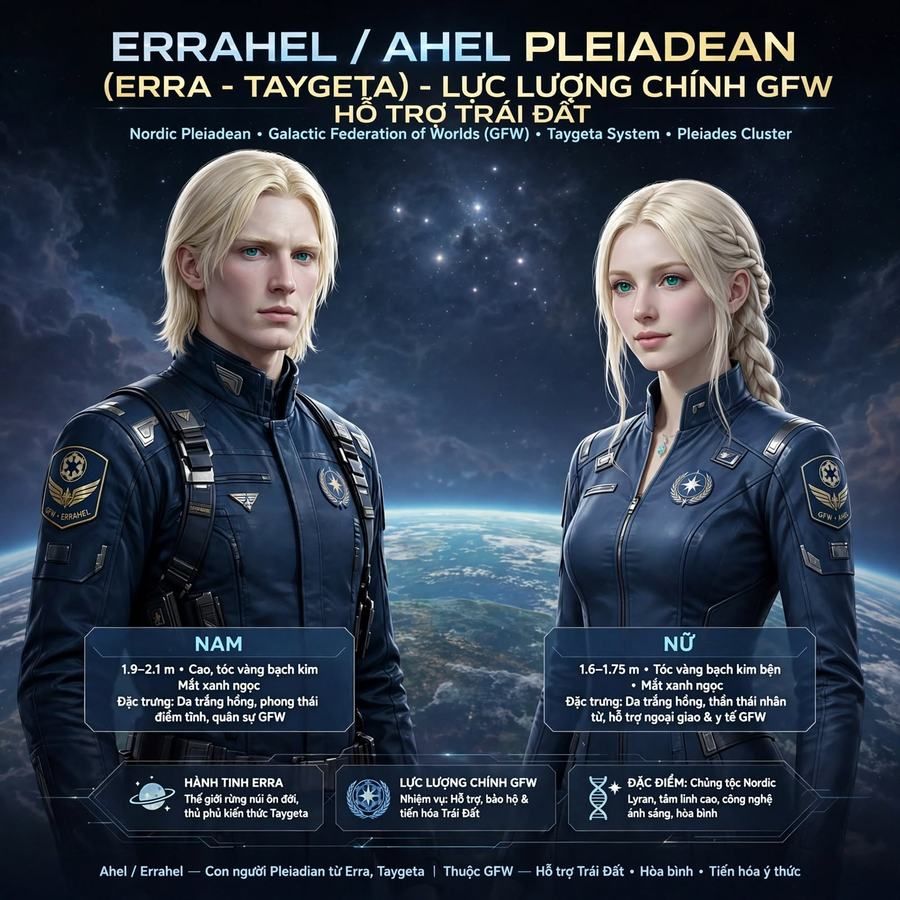 ERRAHEL / AHEL PLEIADEAN
(ERRA - TAYGETA) - LỰC LƯỢNG CHÍNH GFW
HỖ TRỢ TRÁI ĐẤT
Nordic Pleiadean • Galactic Federation of Worlds (GFW) • Taygeta System • Pleiades Cluster
GFW • ERRAHEL
GFW • AHEL
NAM
1.9–2.1 m • Cao, tóc vàng bạch kim
Mắt xanh ngọc
Đặc trưng: Da trắng hồng, phong thái
điềm tĩnh, quân sự GFW
NỮ
1.6–1.75 m • Tóc vàng bạch kim bện
• Mắt xanh ngọc
Đặc trưng: Da trắng hồng, thần thái nhân
từ, hỗ trợ ngoại giao & y tế GFW
HÀNH TINH ERRA
Thế giới rừng núi ôn đới,
thủ phủ kiến thức Taygeta
LỰC LƯỢNG CHÍNH GFW
Nhiệm vụ: Hỗ trợ, bảo hộ &
tiến hóa Trái Đất
ĐẶC ĐIỂM: Chủng tộc Nordic
Lyran, tâm linh cao, công nghệ
ánh sáng, hòa bình
Ahel / Errahel — Con người Pleiadian từ Erra, Taygeta | Thuộc GFW — Hỗ trợ Trái Đất • Hòa bình • Tiến hóa ý thức